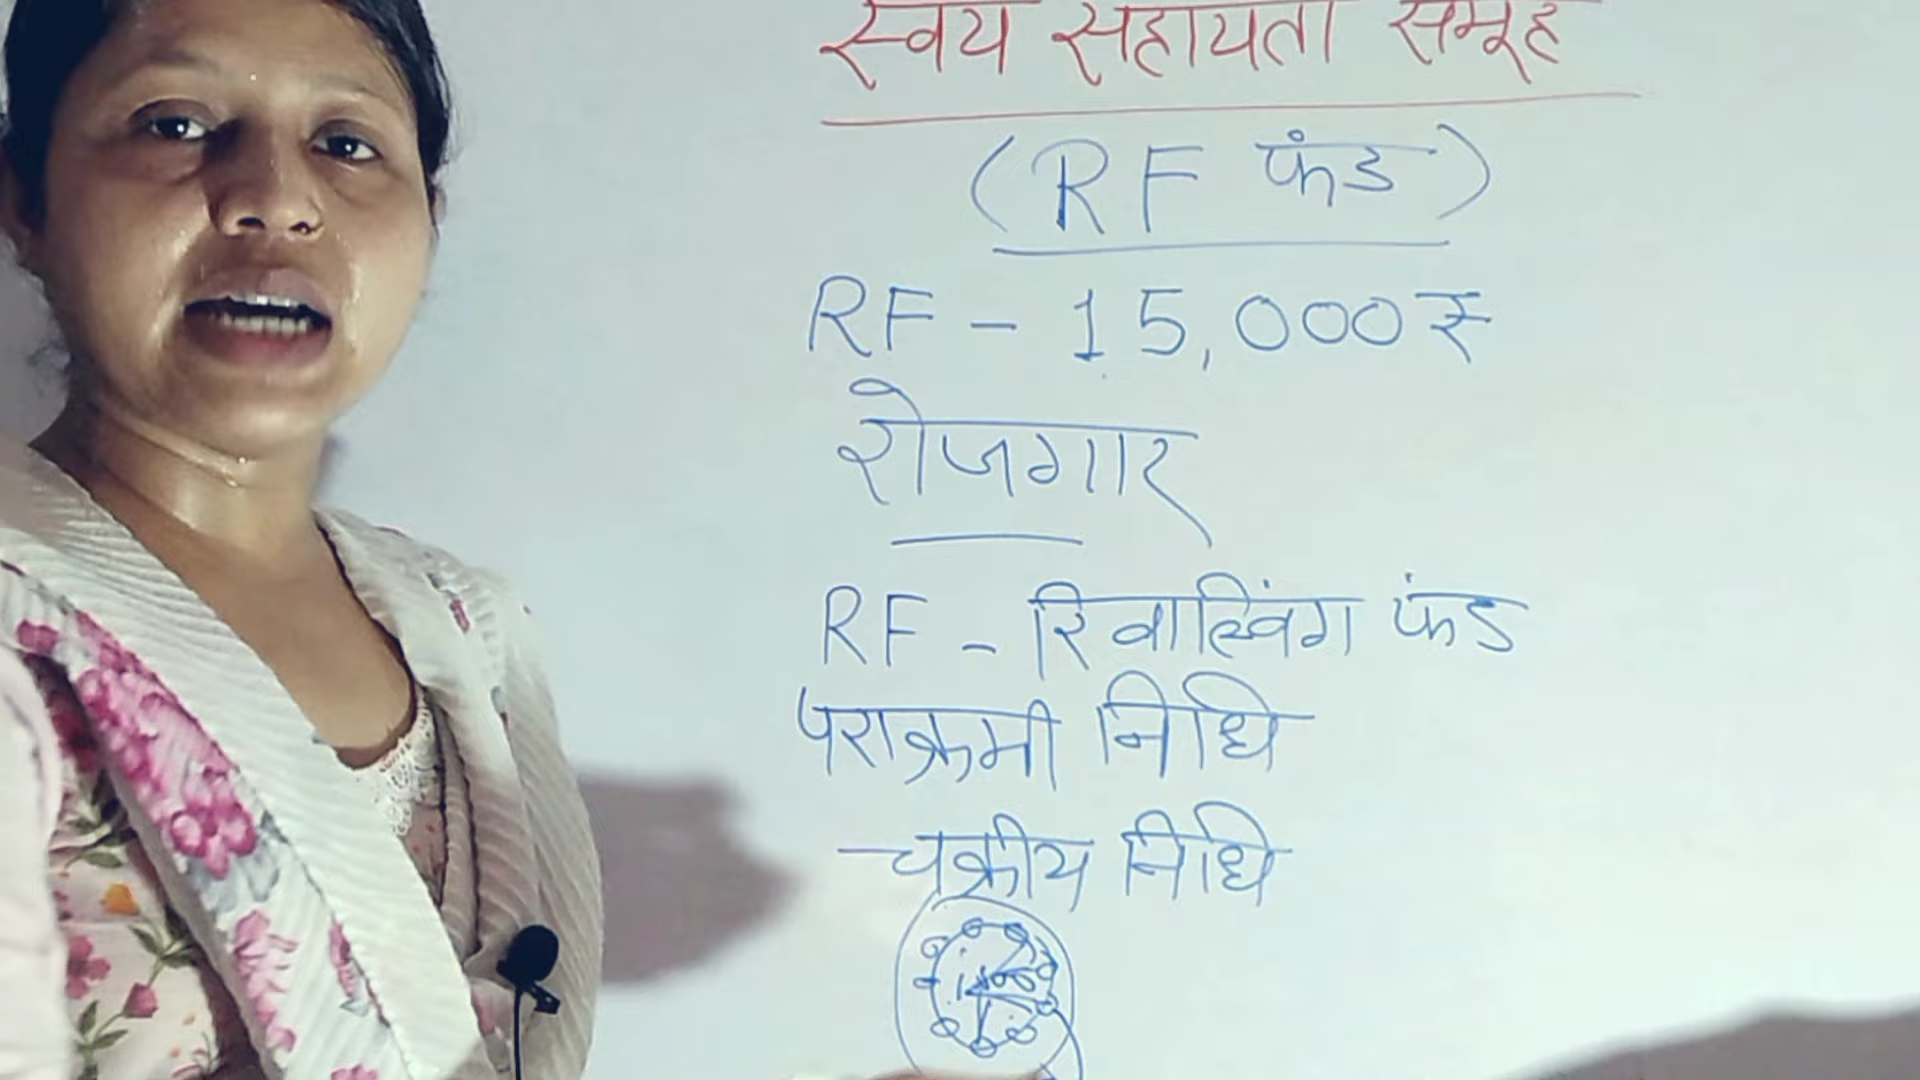 स्वयं सहायता समूह
(RF फंड)
RF - 15,000₹
रोजगार
RF - रिवाल्विंग फंड
पराक्रमी निधि
चक्रीय निधि